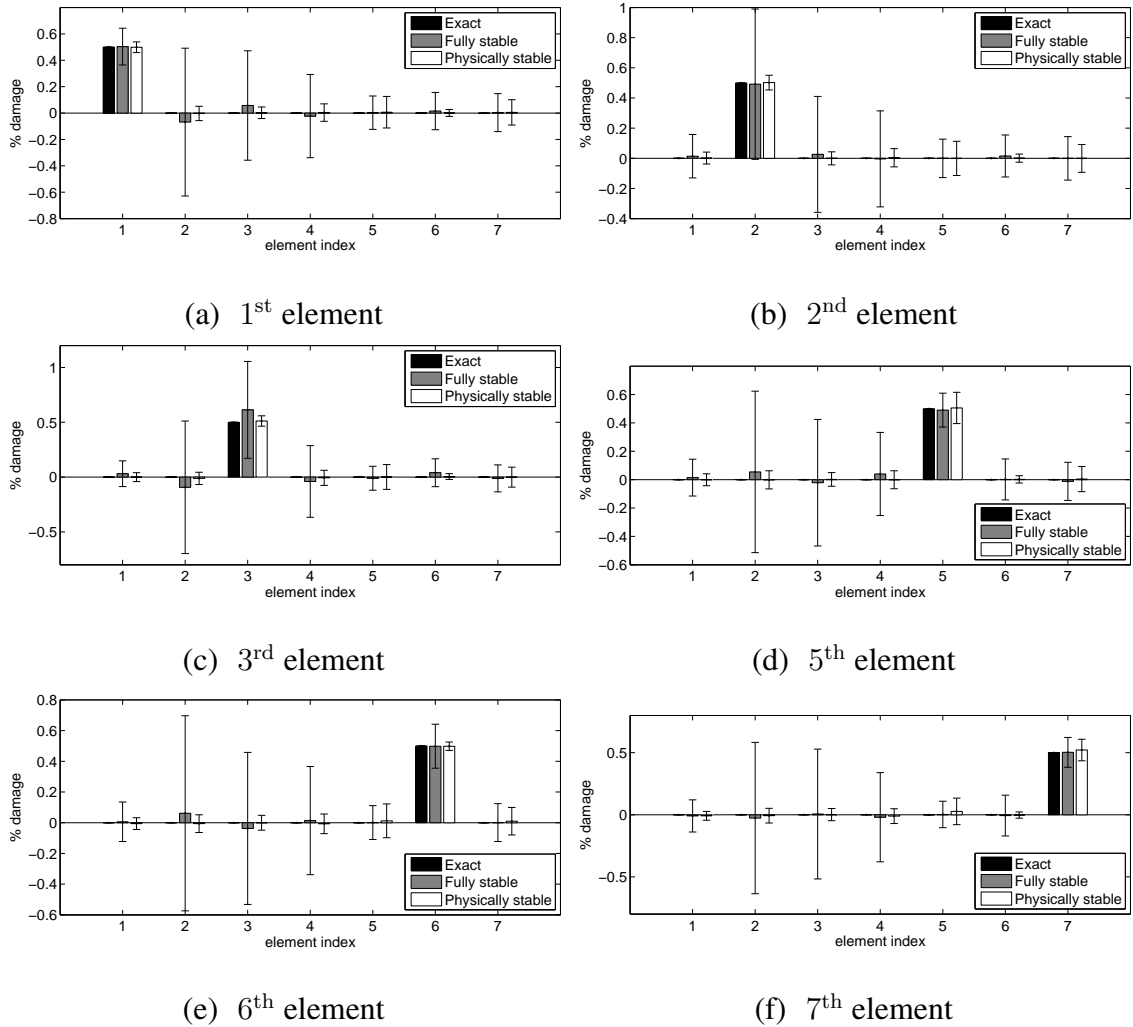 0.6
0.4
0.2
0
−0.2
−0.4
−0.6
−0.8
% damage
1 2 3 4 5 6 7
element index
Exact
Fully stable
Physically stable
(a) 1st element
1
0.8
0.6
0.4
0.2
0
−0.2
−0.4
% damage
1 2 3 4 5 6 7
element index
Exact
Fully stable
Physically stable
(b) 2nd element
1
0.5
0
−0.5
% damage
1 2 3 4 5 6 7
element index
Exact
Fully stable
Physically stable
(c) 3rd element
0.6
0.4
0.2
0
−0.2
−0.4
−0.6
% damage
1 2 3 4 5 6 7
element index
Exact
Fully stable
Physically stable
(d) 5th element
0.8
0.6
0.4
0.2
0
−0.2
−0.4
−0.6
% damage
1 2 3 4 5 6 7
element index
Exact
Fully stable
Physically stable
(e) 6th element
0.5
0
−0.5
% damage
1 2 3 4 5 6 7
element index
Exact
Fully stable
Physically stable
(f) 7th element